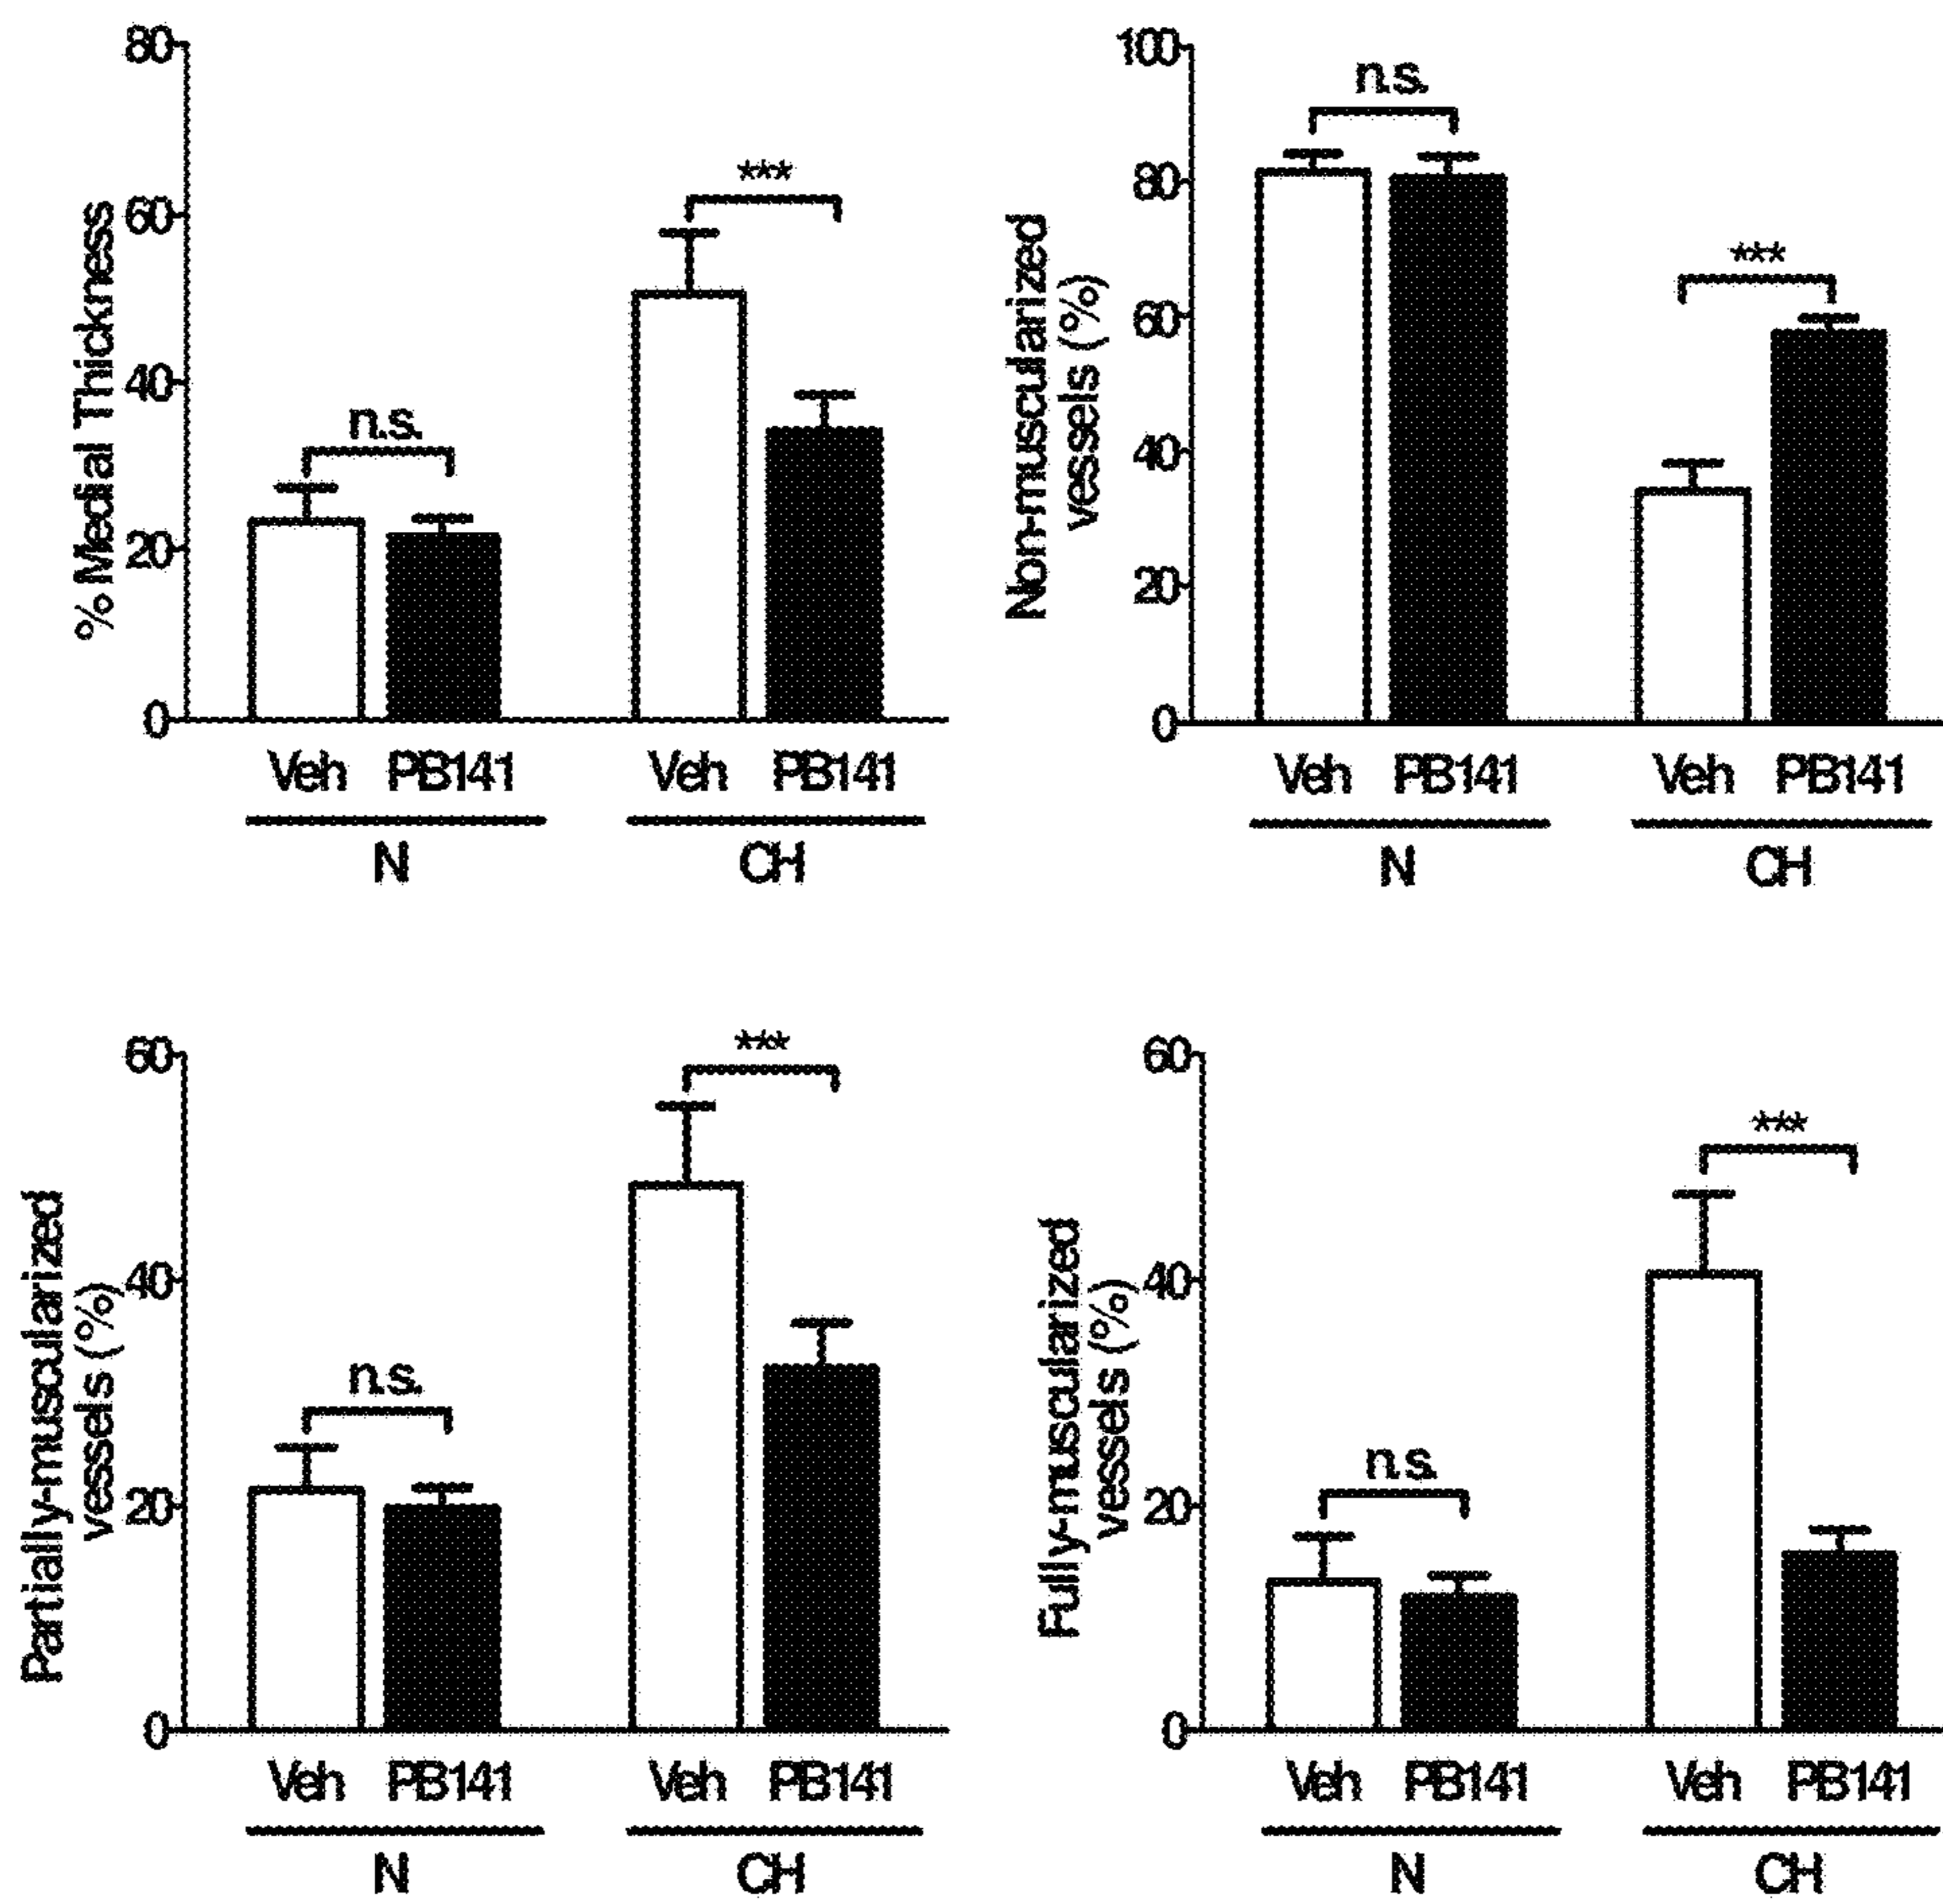 % Medial Thickness
80
60
40
20
0
n.s.
***
Veh PB141 Veh PB141
N CH
Non-muscularized
vessels (%)
100
80
60
40
20
0
n.s.
***
Veh PB141 Veh PB141
N CH
Partially-muscularized
vessels (%)
60
40
20
0
n.s.
***
Veh PB141 Veh PB141
N CH
Fully-muscularized
vessels (%)
60
40
20
0
n.s.
***
Veh PB141 Veh PB141
N CH